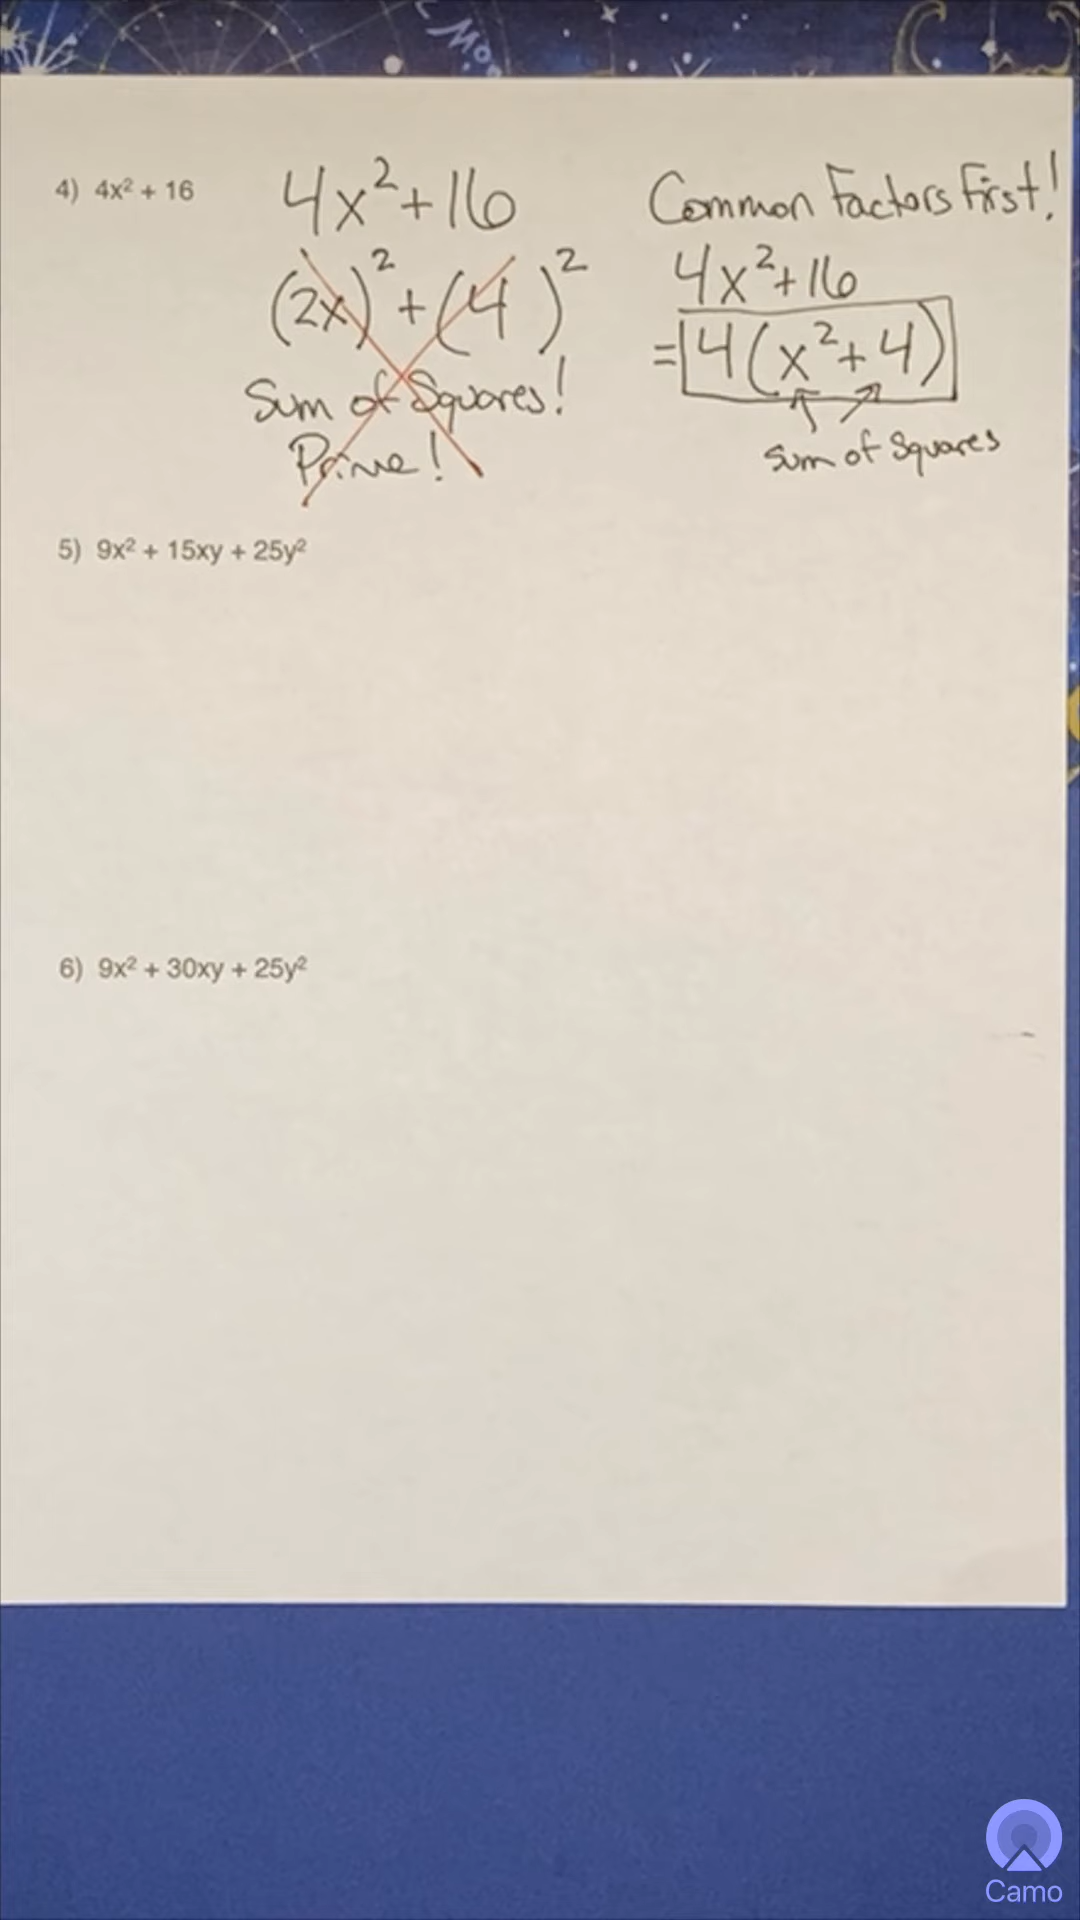 Moo
4) 4x² + 16
4x² + 16
(2x)² + (4)²
Sum of Squares!
Prime!
Common Factors First!
4x² + 16
= 4(x² + 4)
sum of Squares
5) 9x² + 15xy + 25y²
6) 9x² + 30xy + 25y²
Camo